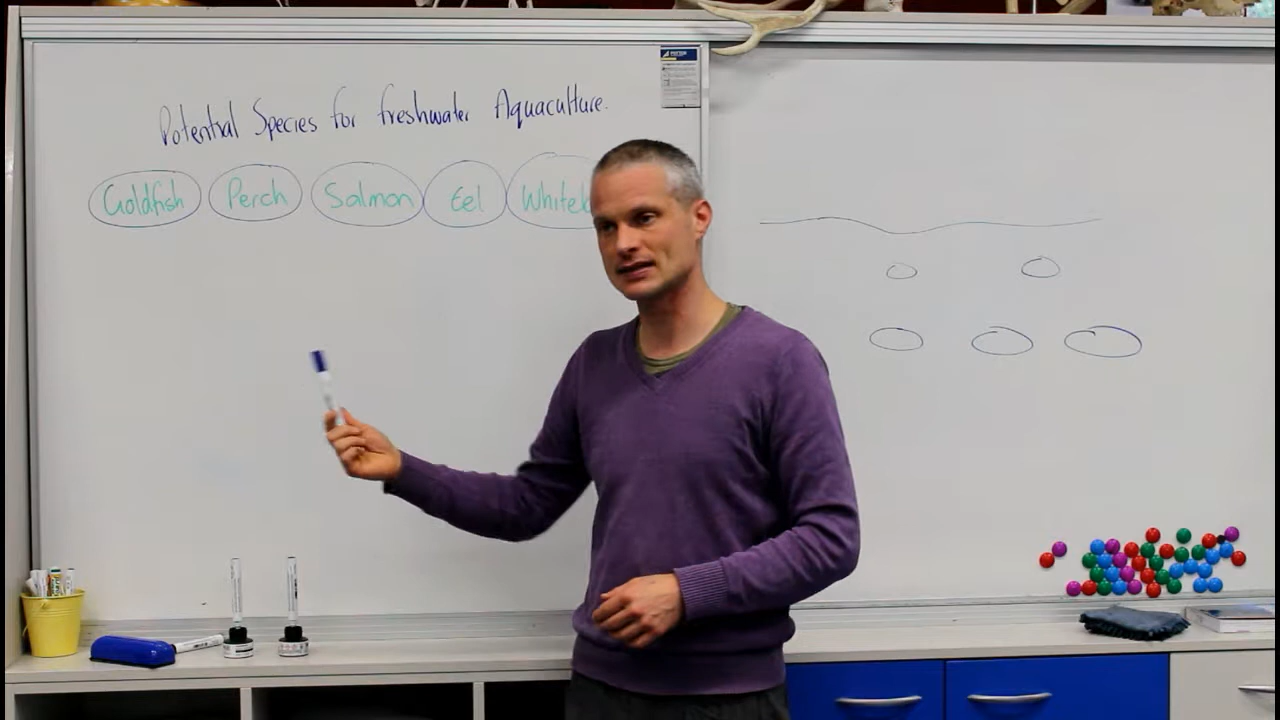 Potential Species for freshwater Aquaculture.
Goldfish Perch Salmon Eel